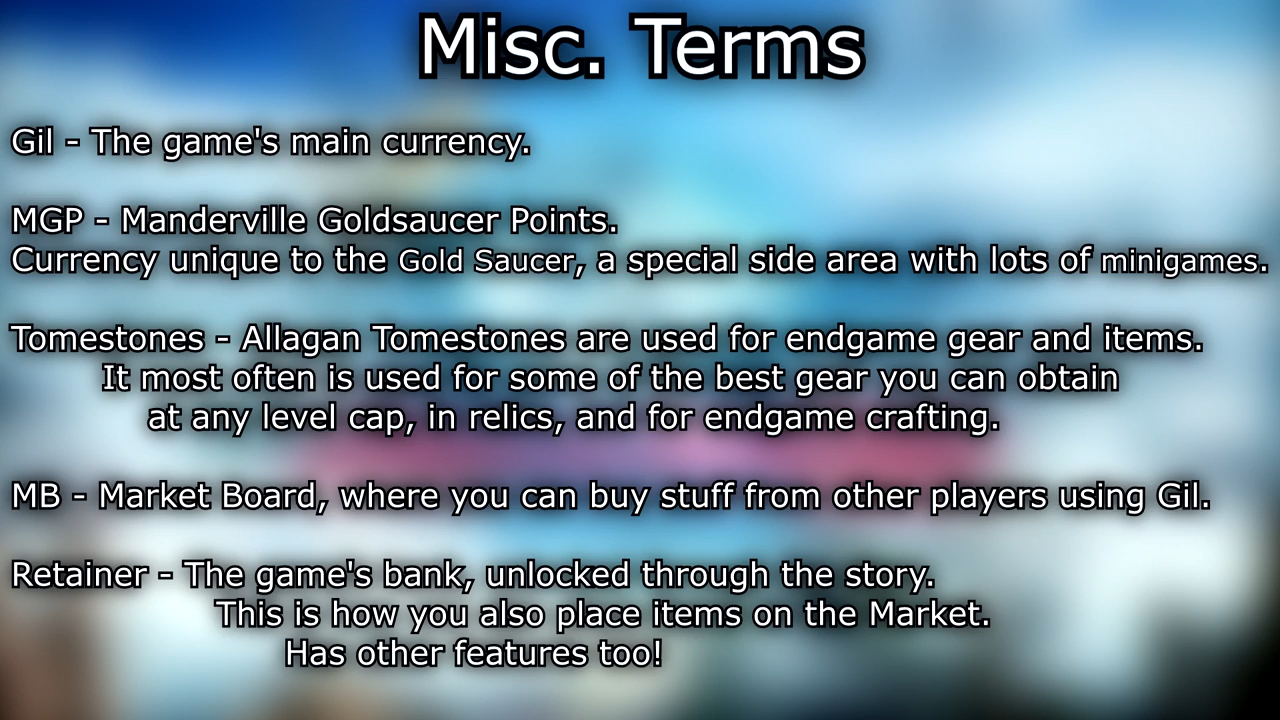 Misc. Terms
Gil - The game's main currency.
MGP - Manderville Goldsaucer Points.
Currency unique to the Gold Saucer, a special side area with lots of minigames.
Tomestones - Allagan Tomestones are used for endgame gear and items.
It most often is used for some of the best gear you can obtain
at any level cap, in relics, and for endgame crafting.
MB - Market Board, where you can buy stuff from other players using Gil.
Retainer - The game's bank, unlocked through the story.
This is how you also place items on the Market.
Has other features too!